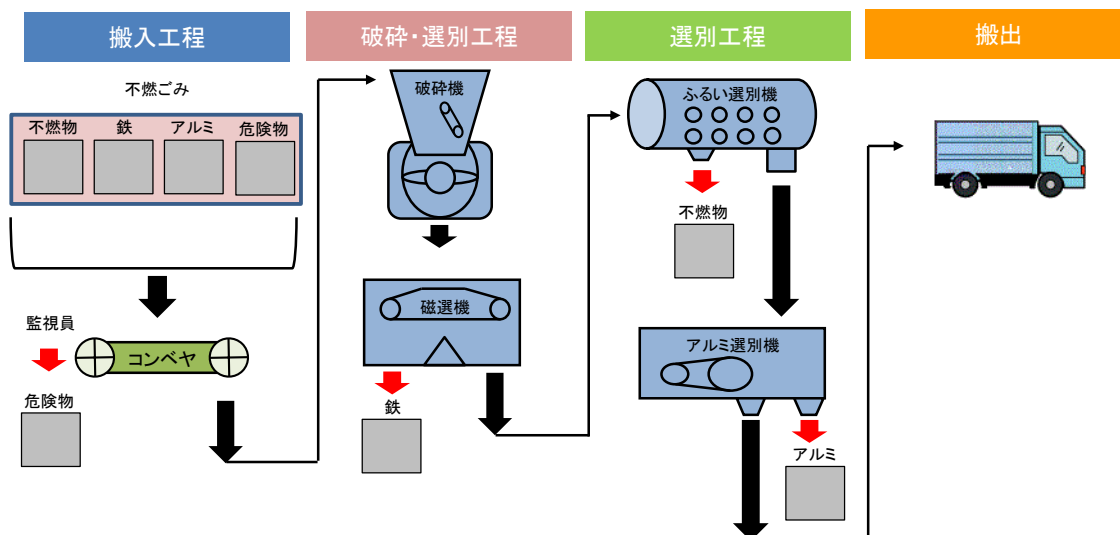 搬入工程
破砕・選別工程
選別工程
搬出
不燃ごみ
不燃物
鉄
アルミ
危険物
監視員
コンベヤ
危険物
破砕機
磁選機
鉄
ふるい選別機
不燃物
アルミ選別機
アルミ